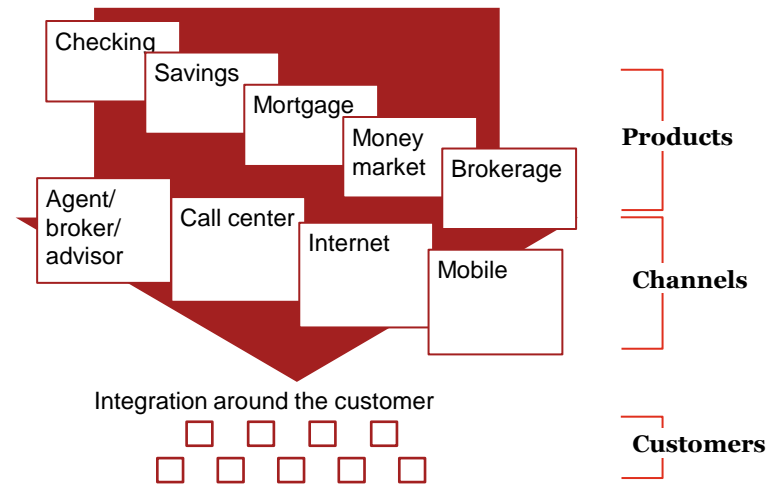 Checking
Savings
Mortgage
Money
market
Brokerage
Products
Agent/
broker/
advisor
Call center
Internet
Mobile
Channels
Integration around the customer
Customers